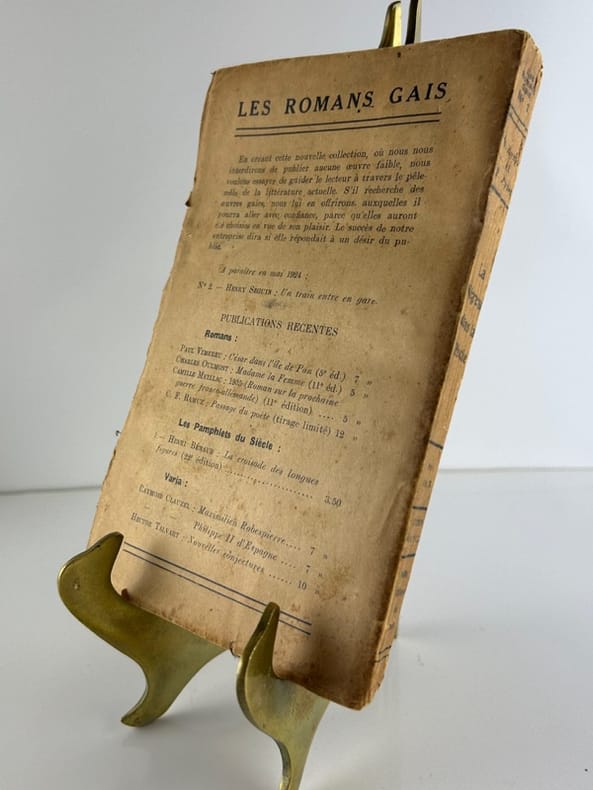 LES ROMANS GAIS
En créant cette nouvelle collection, où nous nous
interdirons de publier aucune œuvre faible, nous
voulons essayer de guider le lecteur à travers le pêle-
mêle de la littérature actuelle. S'il recherche des
œuvres gaies, nous lui en offrirons auxquelles il
pourra aller avec confiance, parce qu'elles auront
été choisies en vue de son plaisir. Le succès de notre
entreprise dira si elle répondait à un désir du pu-
blic.
A paraître en mai 1924 :
N° 2 — HENRY SEGUIN : Un train entre en gare.
PUBLICATIONS RECENTES
Romans :
PAUL VIMEREU : César dans l'île de Pan (5e éd.) 7 »
CHARLES OULMONT : Madame la Femme (11e éd.) 5 »
CAMILLE MEILLAC : 1935 (Roman sur la prochaine
guerre franco-allemande) (11e édition) .... 5 »
C. F. RAMUZ : Passage du poète (tirage limité) 12 »
Les Pamphlets du Siècle :
1 — HENRI BÉRAUD : La croisade des longues
figures (22e édition) .................... 3.50
Varia :
RAYMOND CLAUZEL : Maximilien Robespierre.... 7 »
— — Philippe II d'Espagne .... 7 »
HECTOR TALVART : Nouvelles conjectures ...... 10 »
La